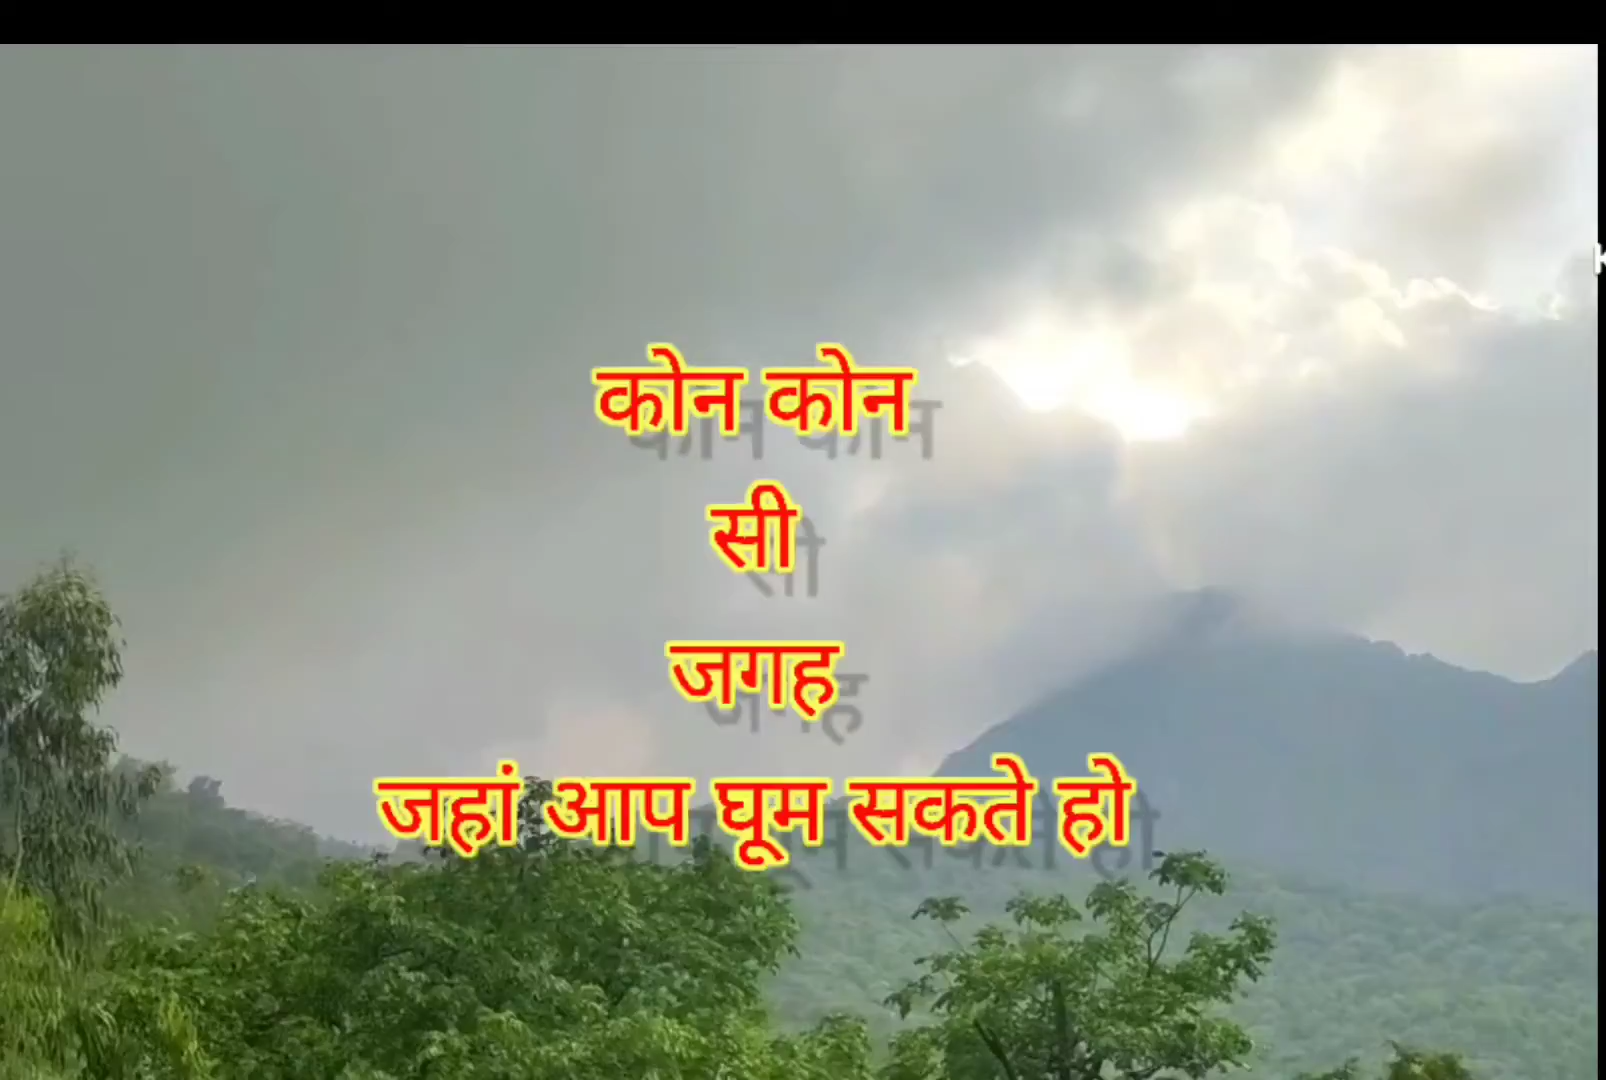 कोन कोन
सी
जगह
जहां आप घूम सकते हो